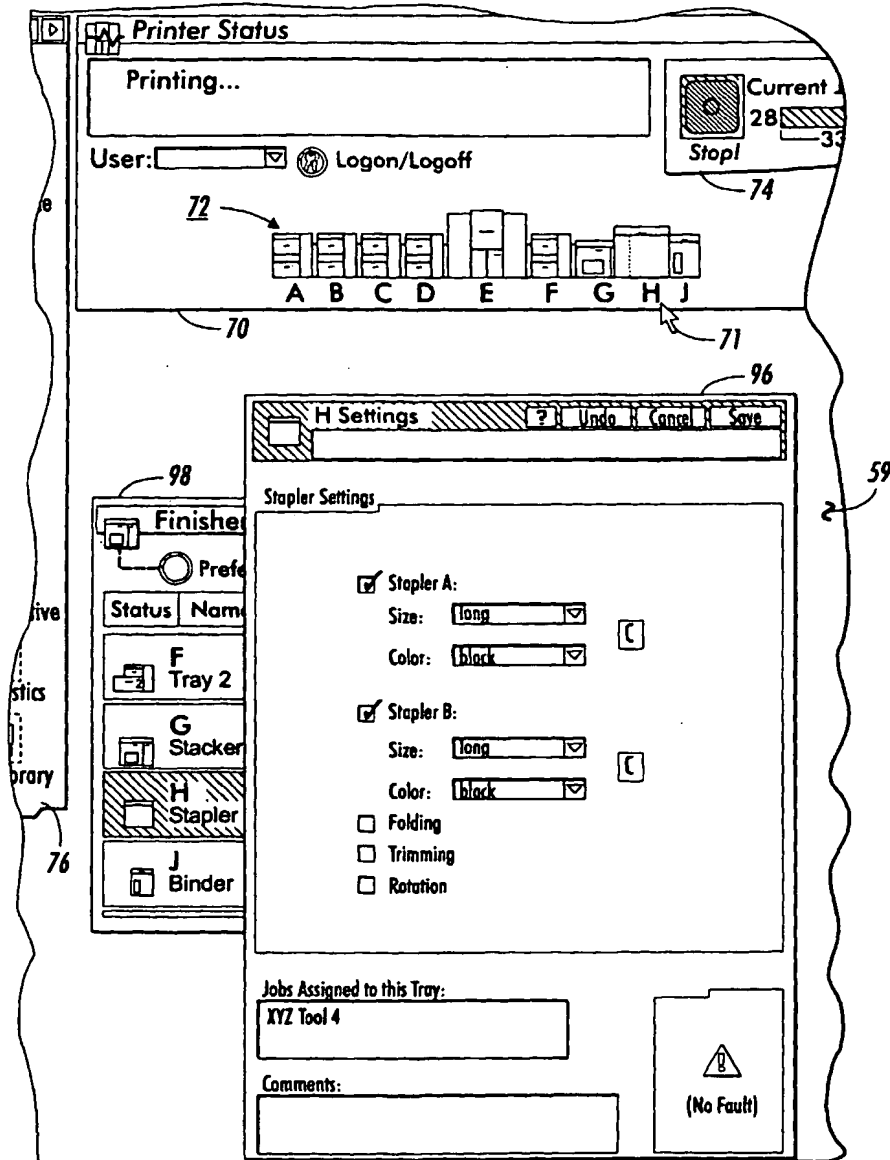 Printer Status
Printing...
Current
28
33
Stop!
74
User:
Logon/Logoff
72
A B C D E F G H J
70
71
96
H Settings ? Undo Cancel Save
98
59
Finisher
Stapler Settings
Prefe
Stapler A:
Status Name
Size: long
Color: black
F
Tray 2
Stapler B:
G
Stacker
Size: long
Color: black
H
Stapler
Folding
Trimming
Rotation
J
Binder
ive
stics
brary
76
Jobs Assigned to this Tray:
XYZ Tool 4
Comments:
(No Fault)